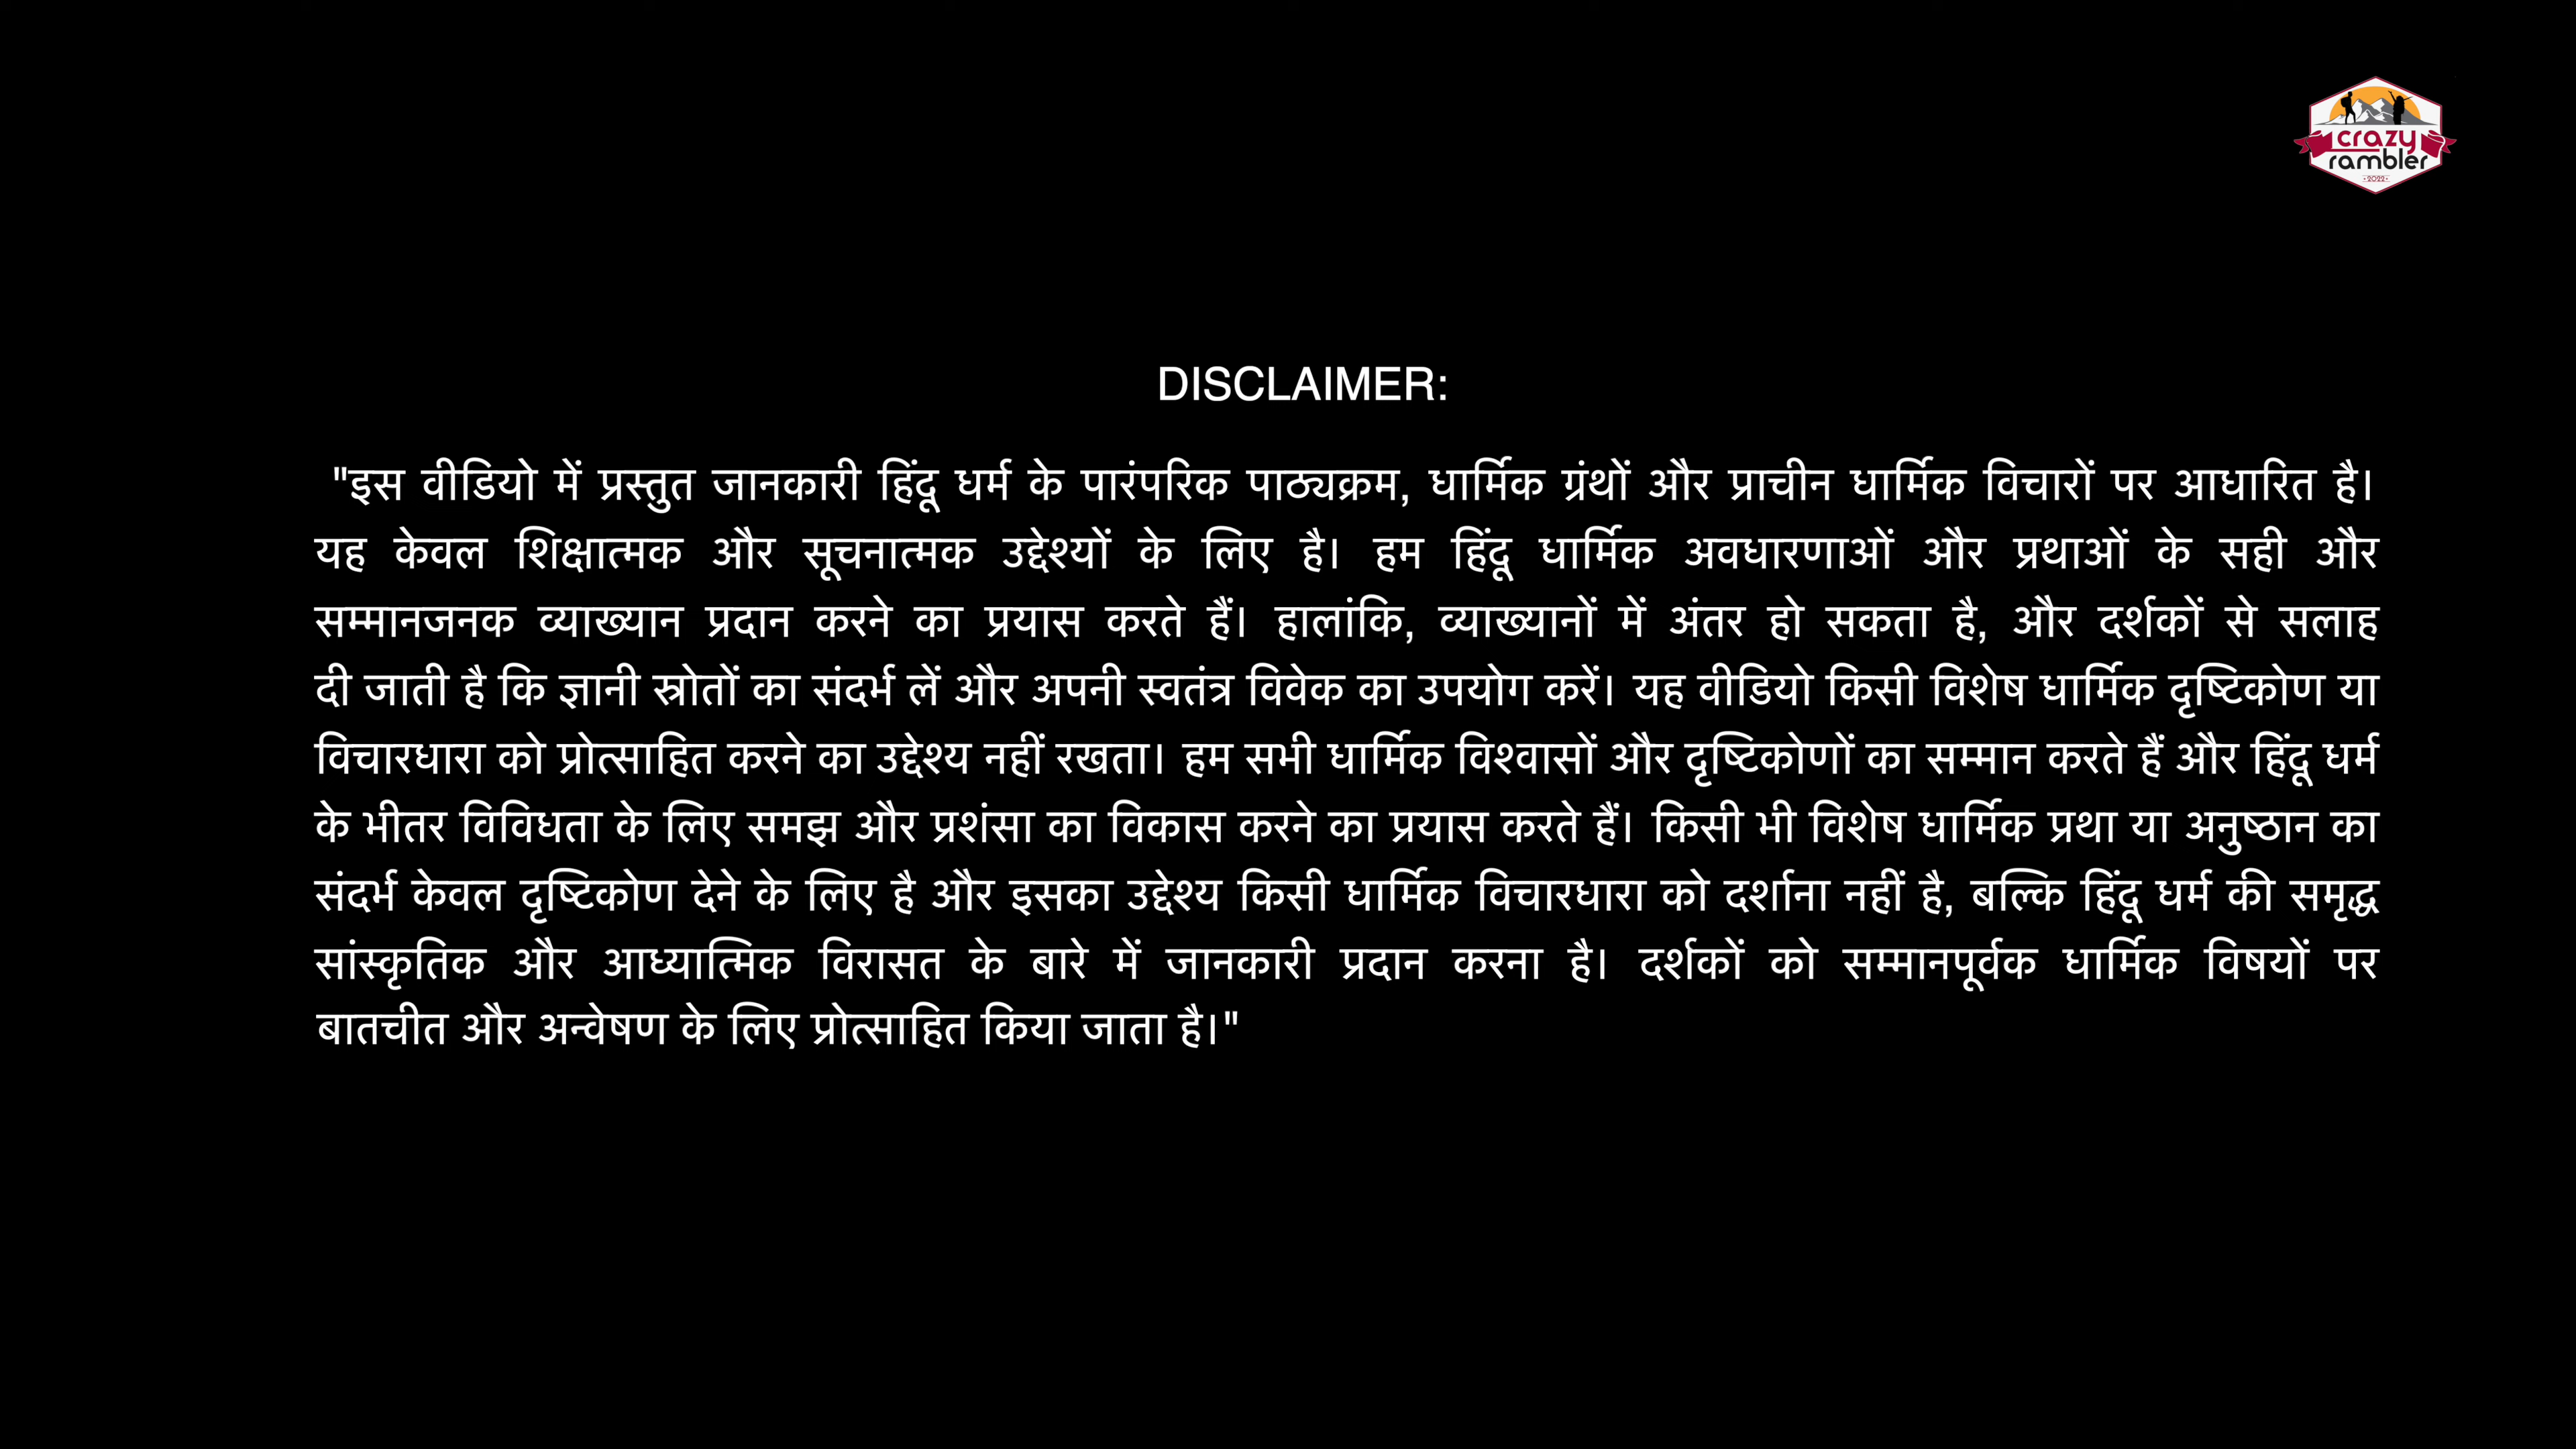 crazy
rambler
•2022•
DISCLAIMER:
"इस वीडियो में प्रस्तुत जानकारी हिंदू धर्म के पारंपरिक पाठ्यक्रम, धार्मिक ग्रंथों और प्राचीन धार्मिक विचारों पर आधारित है।
यह केवल शिक्षात्मक और सूचनात्मक उद्देश्यों के लिए है। हम हिंदू धार्मिक अवधारणाओं और प्रथाओं के सही और
सम्मानजनक व्याख्यान प्रदान करने का प्रयास करते हैं। हालांकि, व्याख्यानों में अंतर हो सकता है, और दर्शकों से सलाह
दी जाती है कि ज्ञानी स्रोतों का संदर्भ लें और अपनी स्वतंत्र विवेक का उपयोग करें। यह वीडियो किसी विशेष धार्मिक दृष्टिकोण या
विचारधारा को प्रोत्साहित करने का उद्देश्य नहीं रखता। हम सभी धार्मिक विश्वासों और दृष्टिकोणों का सम्मान करते हैं और हिंदू धर्म
के भीतर विविधता के लिए समझ और प्रशंसा का विकास करने का प्रयास करते हैं। किसी भी विशेष धार्मिक प्रथा या अनुष्ठान का
संदर्भ केवल दृष्टिकोण देने के लिए है और इसका उद्देश्य किसी धार्मिक विचारधारा को दर्शाना नहीं है, बल्कि हिंदू धर्म की समृद्ध
सांस्कृतिक और आध्यात्मिक विरासत के बारे में जानकारी प्रदान करना है। दर्शकों को सम्मानपूर्वक धार्मिक विषयों पर
बातचीत और अन्वेषण के लिए प्रोत्साहित किया जाता है।"